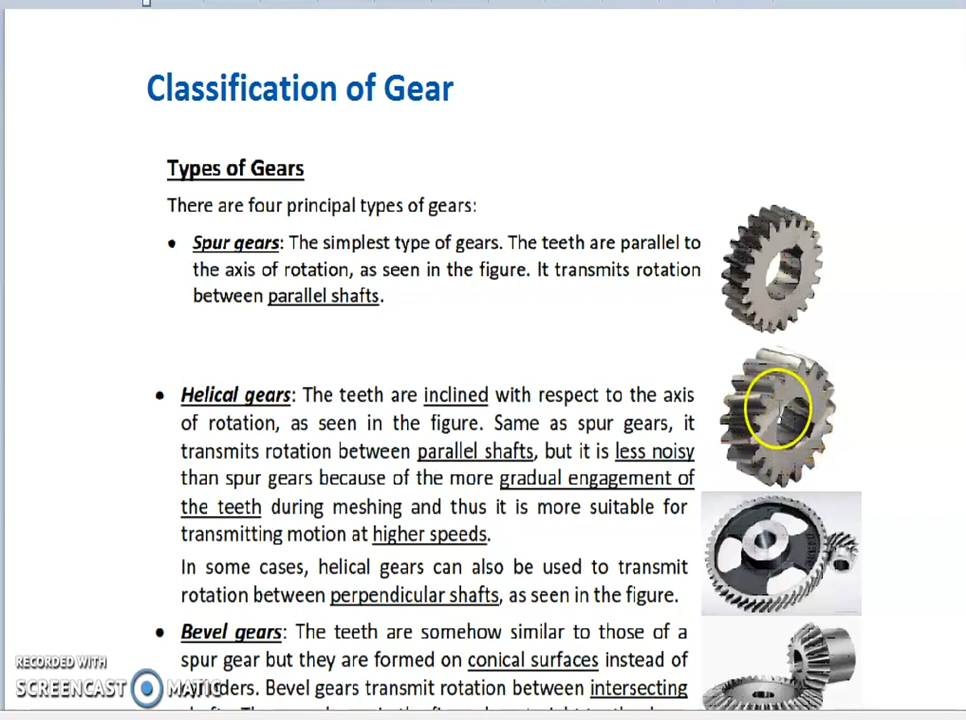 Classification of Gear
Types of Gears
There are four principal types of gears:
• Spur gears: The simplest type of gears. The teeth are parallel to
the axis of rotation, as seen in the figure. It transmits rotation
between parallel shafts.
• Helical gears: The teeth are inclined with respect to the axis
of rotation, as seen in the figure. Same as spur gears, it
transmits rotation between parallel shafts, but it is less noisy
than spur gears because of the more gradual engagement of
the teeth during meshing and thus it is more suitable for
transmitting motion at higher speeds.
In some cases, helical gears can also be used to transmit
rotation between perpendicular shafts, as seen in the figure.
• Bevel gears: The teeth are somehow similar to those of a
spur gear but they are formed on conical surfaces instead of
Bevel gears transmit rotation between intersecting
RECORDED WITH
SCREENCAST MATIC